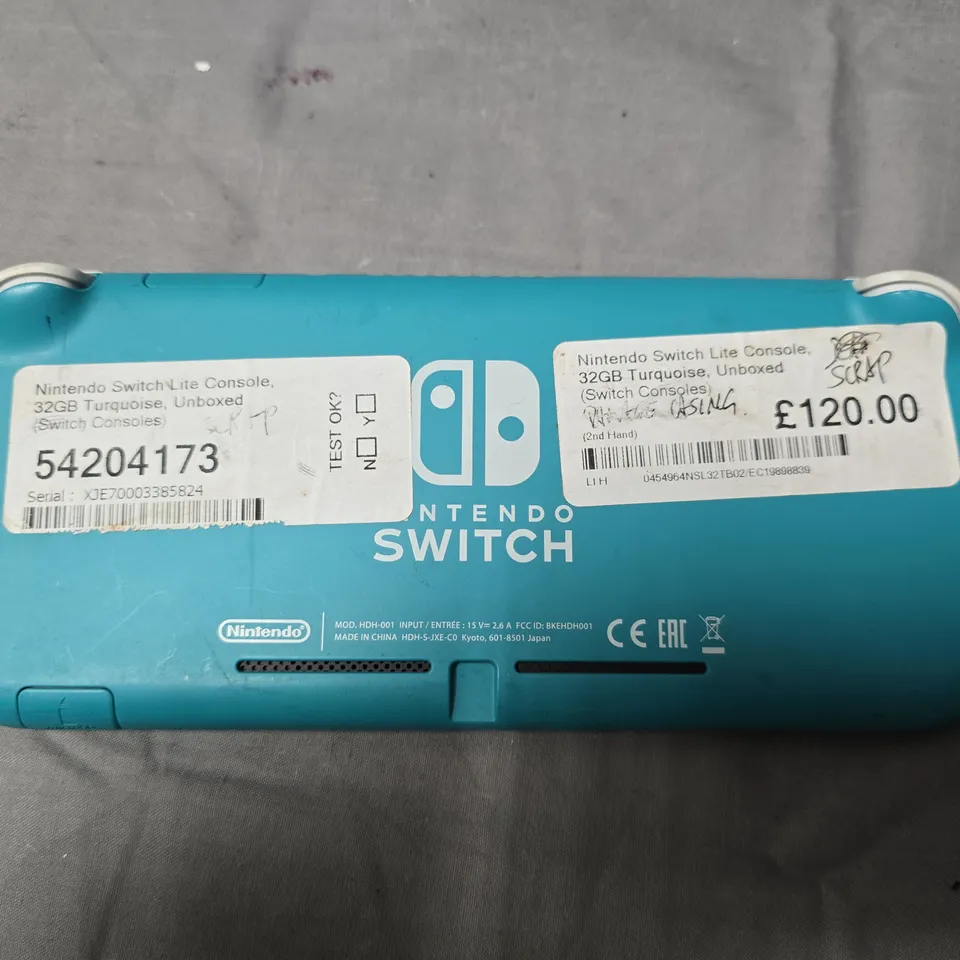 Nintendo Switch Lite Console,
32GB Turquoise, Unboxed
(Switch Consoles)
54204173
Serial : XJE70003385824
TEST OK?
N Y
Nintendo Switch Lite Console,
32GB Turquoise, Unboxed
(Switch Consoles)
SCRAP
CASING.
£120.00
(2nd Hand)
LI H 0454964NSL32TB02/EC19898839
NINTENDO
SWITCH
Nintendo
MOD. HDH-001 INPUT / ENTRÉE : 15 V⎓ 2.6 A FCC ID: BKEHDH001
MADE IN CHINA HDH-S-JXE-C0 Kyoto, 601-8501 Japan
CE EAC